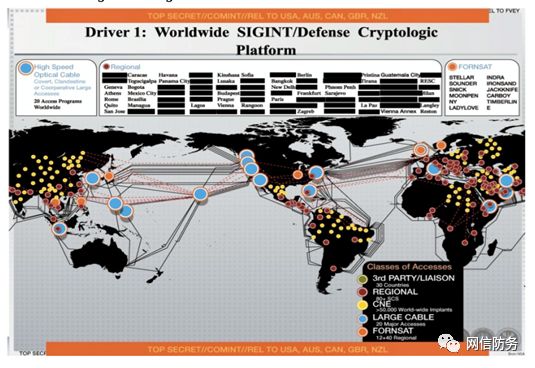 TOP SECRET//COMINT//REL TO USA, AUS, CAN, GBR, NZL
EL TO FVEY
Driver 1: Worldwide SIGINT/Defense Cryptologic
Platform
High Speed
Optical Cable
Covert, Clandestine
or Cooperative Large
Accesses
20 Access Programs
Worldwide
Regional
Caracas Havana Kinshasa Sofia Berlin Pristina Guatemala City
Tegucigalpa Panama City Lusaka Bangkok Tirana RESC
Geneva Bogota New Delhi Phnom Penh
Athens Mexico City Budapest Frankfurt Sarajevo Milan
Rome Brasilia Prague Paris
Quito Managua Lagos Vienna Rangoon La Paz Langley
San Jose Zagreb Vienna Annex Reston
FORNSAT
STELLAR INDRA
SOUNDER IRONSAND
SNICK JACKKNIFE
MOONPEN CARBOY
NY TIMBERLIN
LADYLOVE E
Classes of Accesses
3rd PARTY/LIAISON
30 Countries
REGIONAL
80+ SCS
CNE
>50,000 World-wide Implants
LARGE CABLE
20 Major Accesses
FORNSAT
12+40 Regional
网信防务
TOP SECR
TOP SECRET//COMINT//REL TO USA, AUS, CAN, GBR, NZL